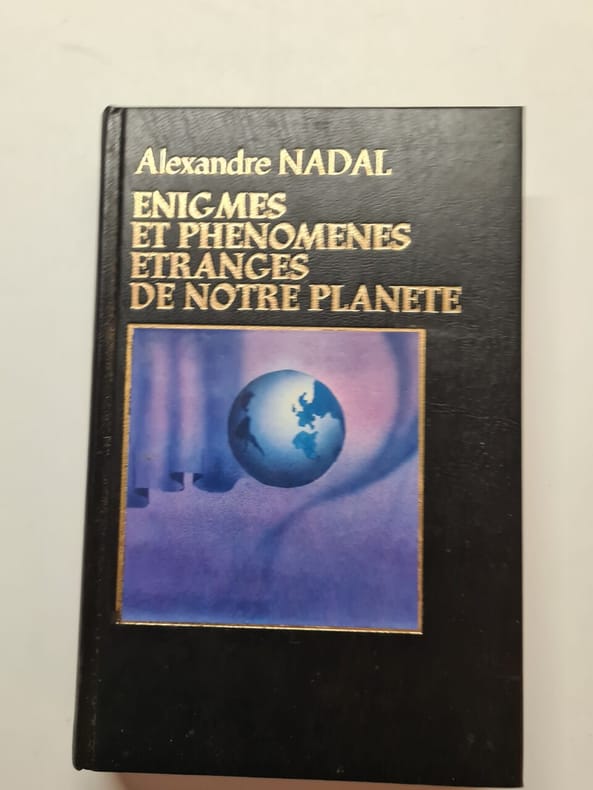 Alexandre NADAL
ENIGMES
ET PHENOMENES
ETRANGES
DE NOTRE PLANETE